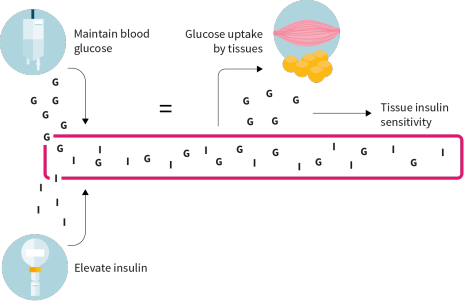 Maintain blood
glucose
Glucose uptake
by tissues
G
G G
G
G
G
=
G G G
G G
Tissue insulin
sensitivity
G I I G I G I G I G G I G I G I I G I G I
I
I
I
I
I
Elevate insulin